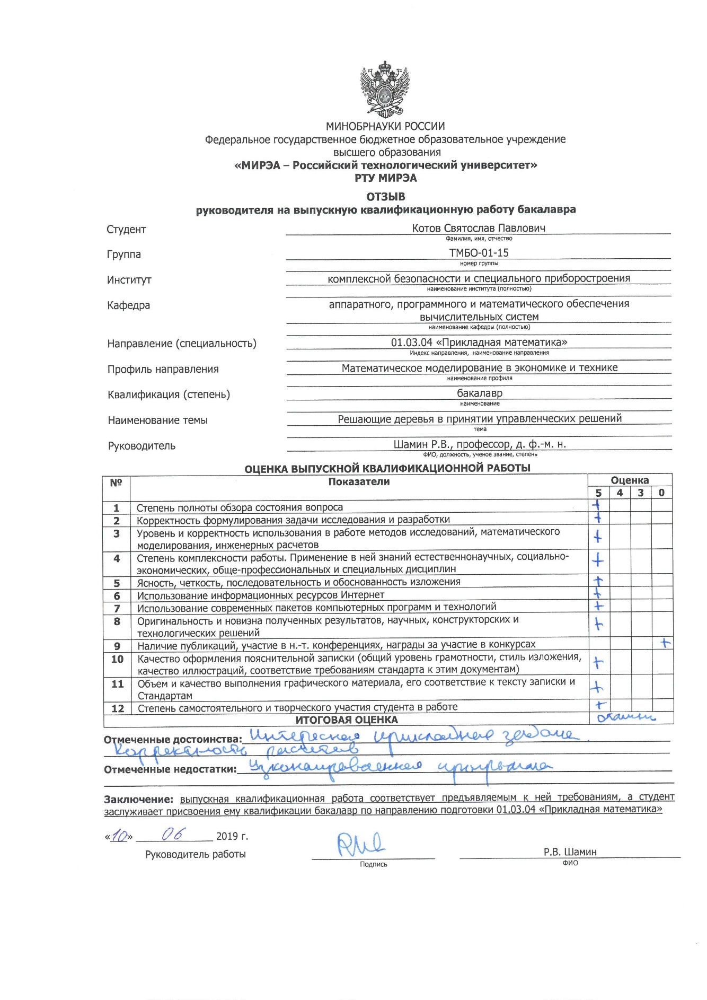 МИНОБРНАУКИ РОССИИ
Федеральное государственное бюджетное образовательное учреждение
высшего образования
«МИРЭА – Российский технологический университет»
РТУ МИРЭА
ОТЗЫВ
руководителя на выпускную квалификационную работу бакалавра
Студент Котов Святослав Павлович
Фамилия, имя, отчество
Группа ТМБО-01-15
номер группы
Институт комплексной безопасности и специального приборостроения
наименование института (полностью)
Кафедра аппаратного, программного и математического обеспечения
вычислительных систем
наименование кафедры (полностью)
Направление (специальность) 01.03.04 «Прикладная математика»
Индекс направления, наименование направления
Профиль направления Математическое моделирование в экономике и технике
наименование профиля
Квалификация (степень) бакалавр
наименование
Наименование темы Решающие деревья в принятии управленческих решений
тема
Руководитель Шамин Р.В., профессор, д. ф.-м. н.
ФИО, должность, ученое звание, степень
ОЦЕНКА ВЫПУСКНОЙ КВАЛИФИКАЦИОННОЙ РАБОТЫ
№ Показатели Оценка
5 4 3 0
1 Степень полноты обзора состояния вопроса +
2 Корректность формулирования задачи исследования и разработки +
3 Уровень и корректность использования в работе методов исследований, математического
моделирования, инженерных расчетов +
4 Степень комплексности работы. Применение в ней знаний естественнонаучных, социально-
экономических, обще-профессиональных и специальных дисциплин +
5 Ясность, четкость, последовательность и обоснованность изложения +
6 Использование информационных ресурсов Интернет +
7 Использование современных пакетов компьютерных программ и технологий +
8 Оригинальность и новизна полученных результатов, научных, конструкторских и
технологических решений +
9 Наличие публикаций, участие в н.-т. конференциях, награды за участие в конкурсах +
10 Качество оформления пояснительной записки (общий уровень грамотности, стиль изложения,
качество иллюстраций, соответствие требованиям стандарта к этим документам) +
11 Объем и качество выполнения графического материала, его соответствие к тексту записки и
Стандартам +
12 Степень самостоятельного и творческого участия студента в работе +
ИТОГОВАЯ ОЦЕНКА
Отмеченные достоинства: Интересная прикладная задача.
Корректность расчетов
Отмеченные недостатки: Узконаправленная программа
Заключение: выпускная квалификационная работа соответствует предъявляемым к ней требованиям, а студент
заслуживает присвоения ему квалификации бакалавр по направлению подготовки 01.03.04 «Прикладная математика»
«10» 06 2019 г.
Руководитель работы Р.В. Шамин
Подпись ФИО